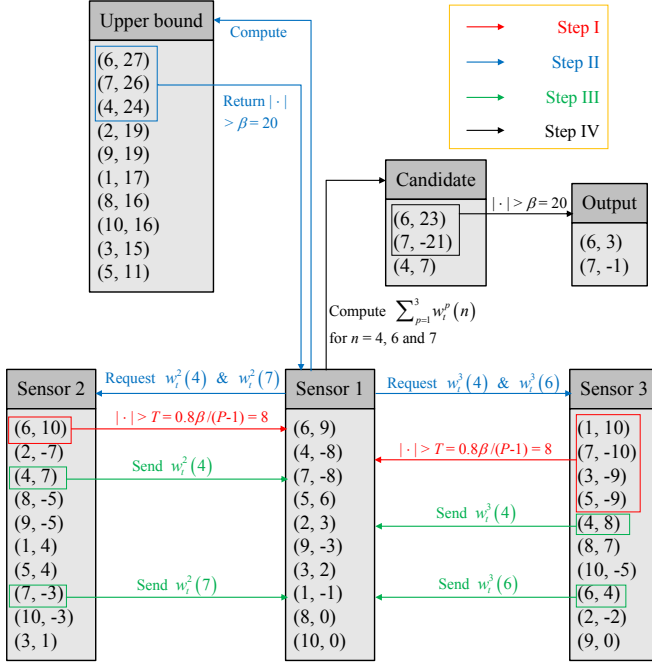 Upper bound
(6, 27)
(7, 26)
(4, 24)
(2, 19)
(9, 19)
(1, 17)
(8, 16)
(10, 16)
(3, 15)
(5, 11)
Compute
Return | · |
> β = 20
Step I
Step II
Step III
Step IV
Candidate
(6, 23)
(7, -21)
(4, 7)
| · | > β = 20
Output
(6, 3)
(7, -1)
Compute ∑_{p=1}^{3} w_t^p(n)
for n = 4, 6 and 7
Sensor 2
(6, 10)
(2, -7)
(4, 7)
(8, -5)
(9, -5)
(1, 4)
(5, 4)
(7, -3)
(10, -3)
(3, 1)
Request w_t^2(4) & w_t^2(7)
| · | > T = 0.8β/(P-1) = 8
Send w_t^2(4)
Send w_t^2(7)
Sensor 1
(6, 9)
(4, -8)
(7, -8)
(5, 6)
(2, 3)
(9, -3)
(3, 2)
(1, -1)
(8, 0)
(10, 0)
Request w_t^3(4) & w_t^3(6)
| · | > T = 0.8β/(P-1) = 8
Send w_t^3(4)
Send w_t^3(6)
Sensor 3
(1, 10)
(7, -10)
(3, -9)
(5, -9)
(4, 8)
(8, 7)
(10, -5)
(6, 4)
(2, -2)
(9, 0)